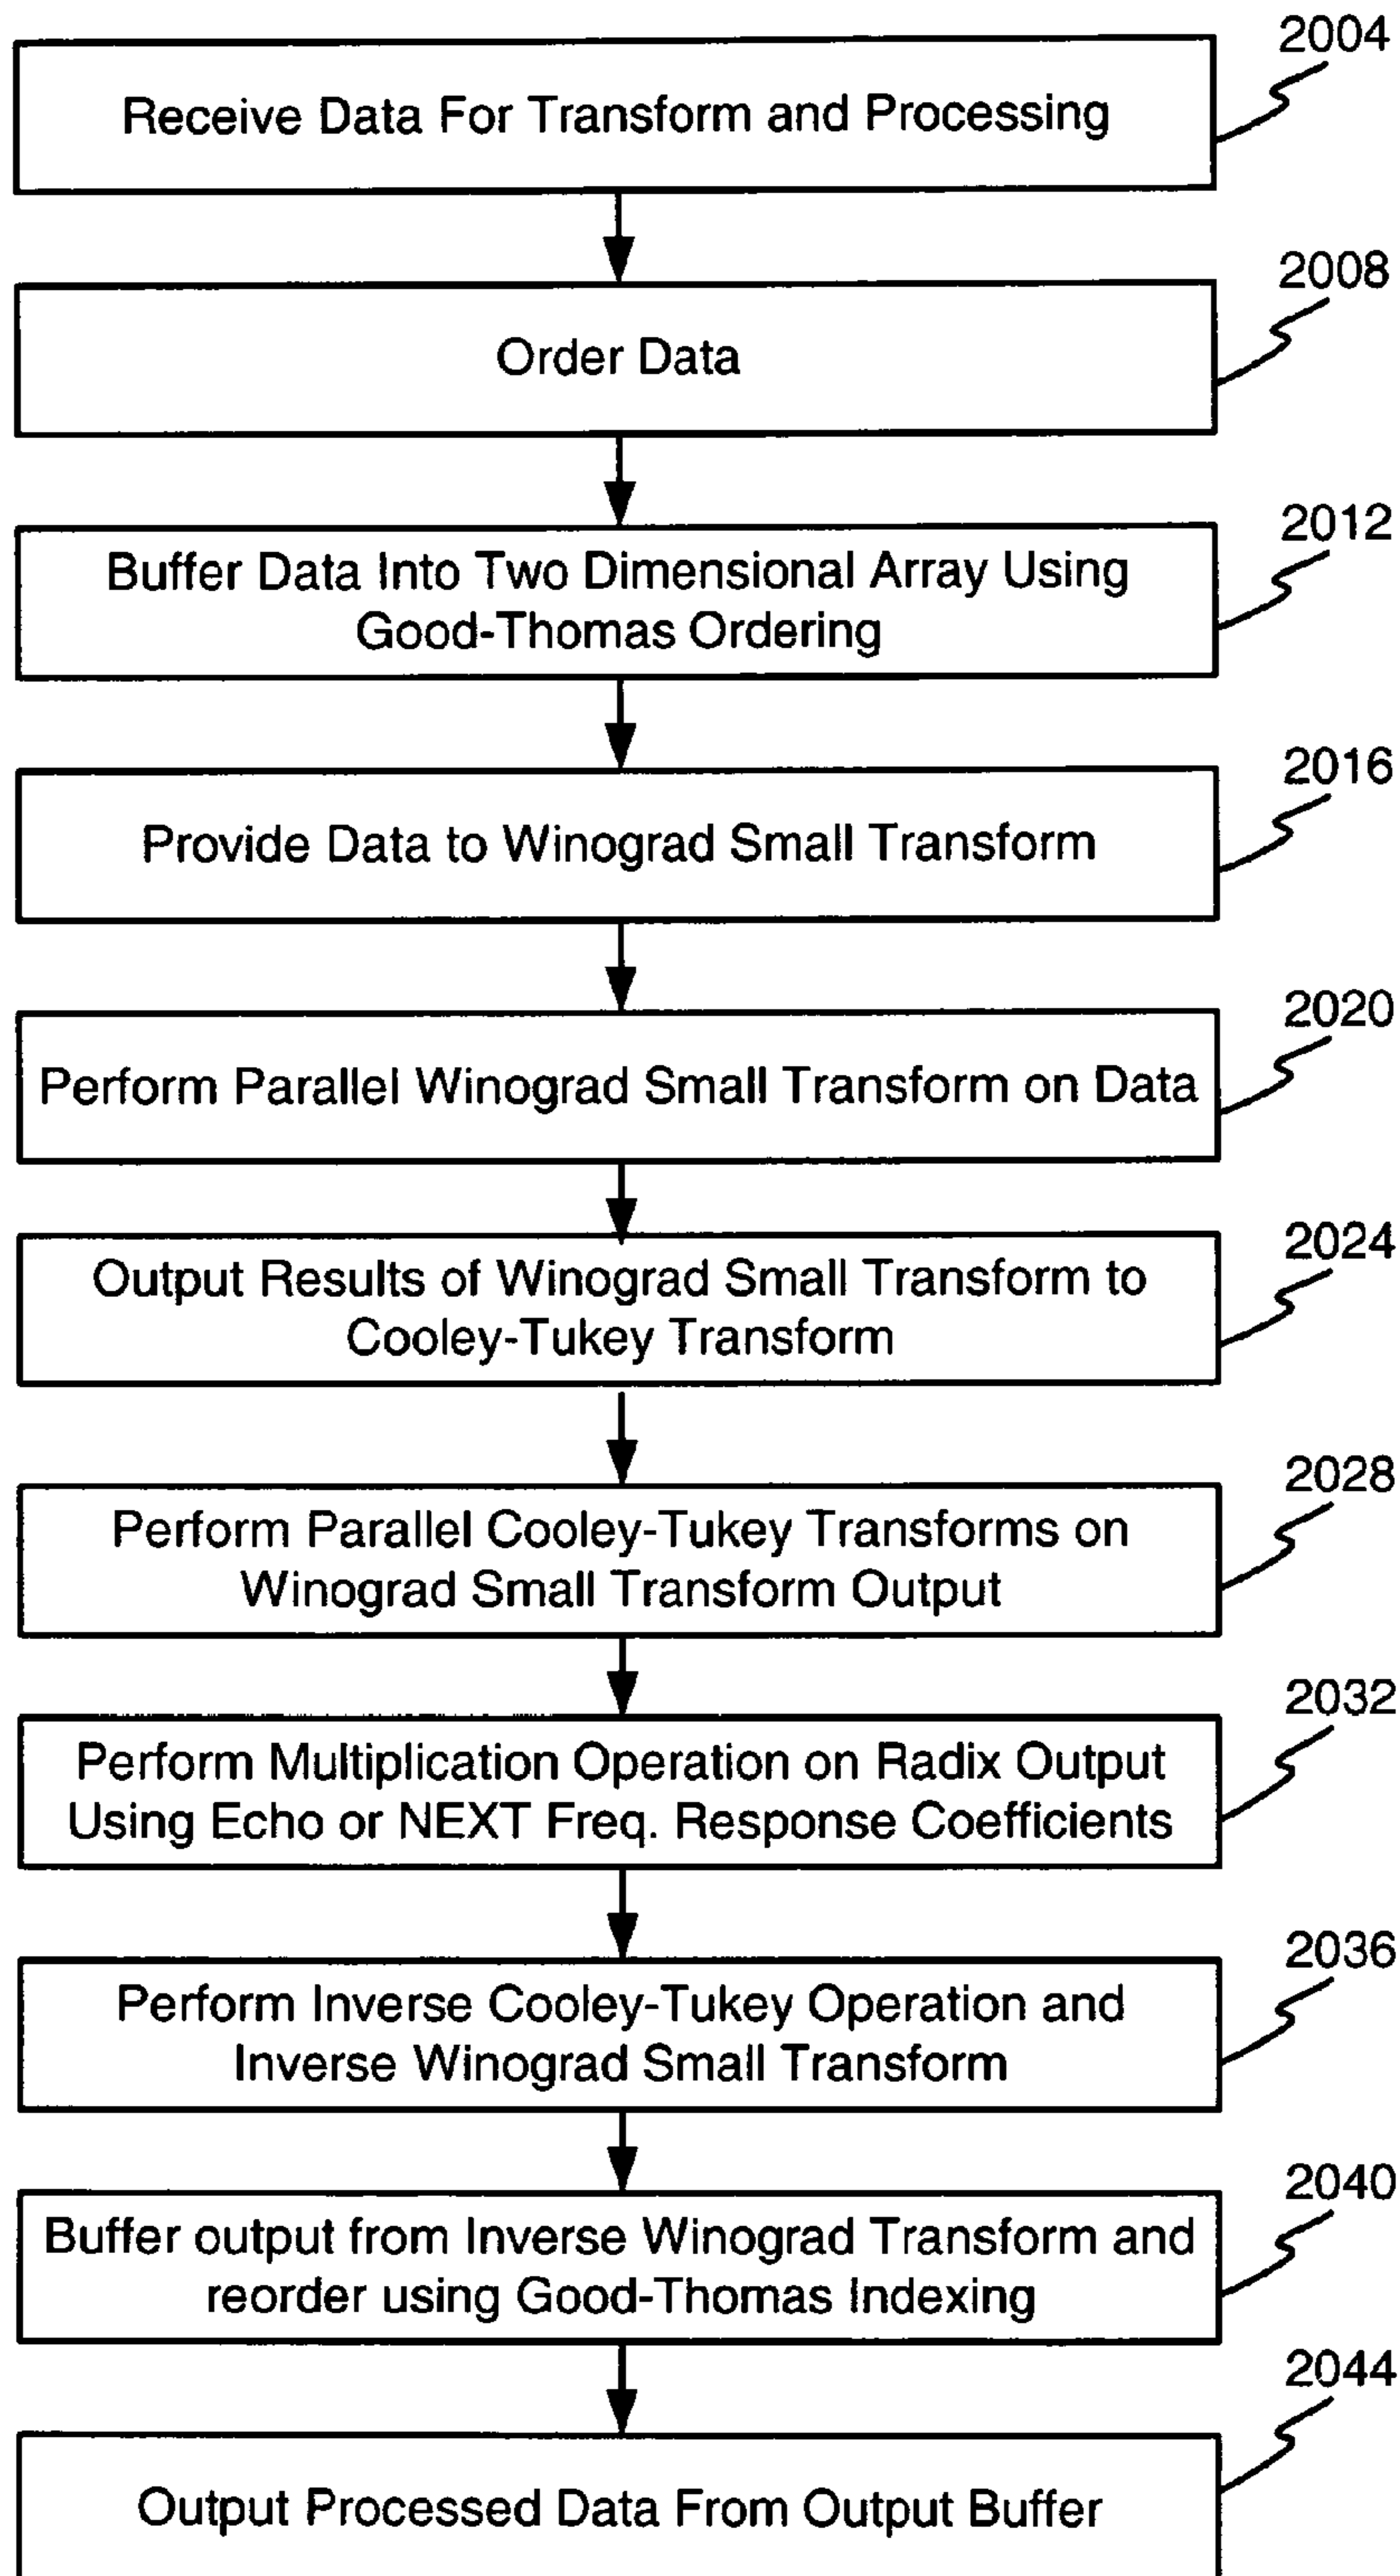 2004
Receive Data For Transform and Processing
2008
Order Data
2012
Buffer Data Into Two Dimensional Array Using
Good-Thomas Ordering
2016
Provide Data to Winograd Small Transform
2020
Perform Parallel Winograd Small Transform on Data
2024
Output Results of Winograd Small Transform to
Cooley-Tukey Transform
2028
Perform Parallel Cooley-Tukey Transforms on
Winograd Small Transform Output
2032
Perform Multiplication Operation on Radix Output
Using Echo or NEXT Freq. Response Coefficients
2036
Perform Inverse Cooley-Tukey Operation and
Inverse Winograd Small Transform
2040
Buffer output from Inverse Winograd Transform and
reorder using Good-Thomas Indexing
2044
Output Processed Data From Output Buffer